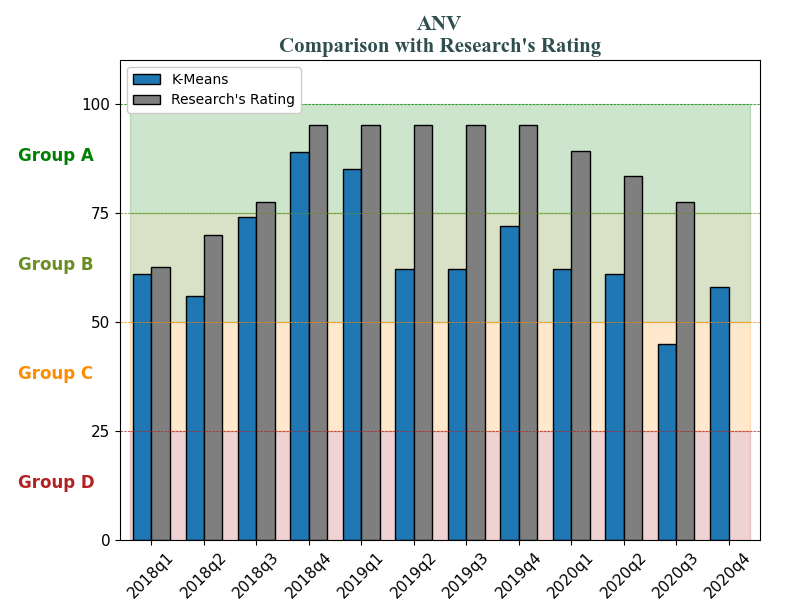 ANV
Comparison with Research's Rating
K-Means
Research's Rating
100
Group A
75
Group B
50
Group C
25
Group D
0
2018q1
2018q2
2018q3
2018q4
2019q1
2019q2
2019q3
2019q4
2020q1
2020q2
2020q3
2020q4